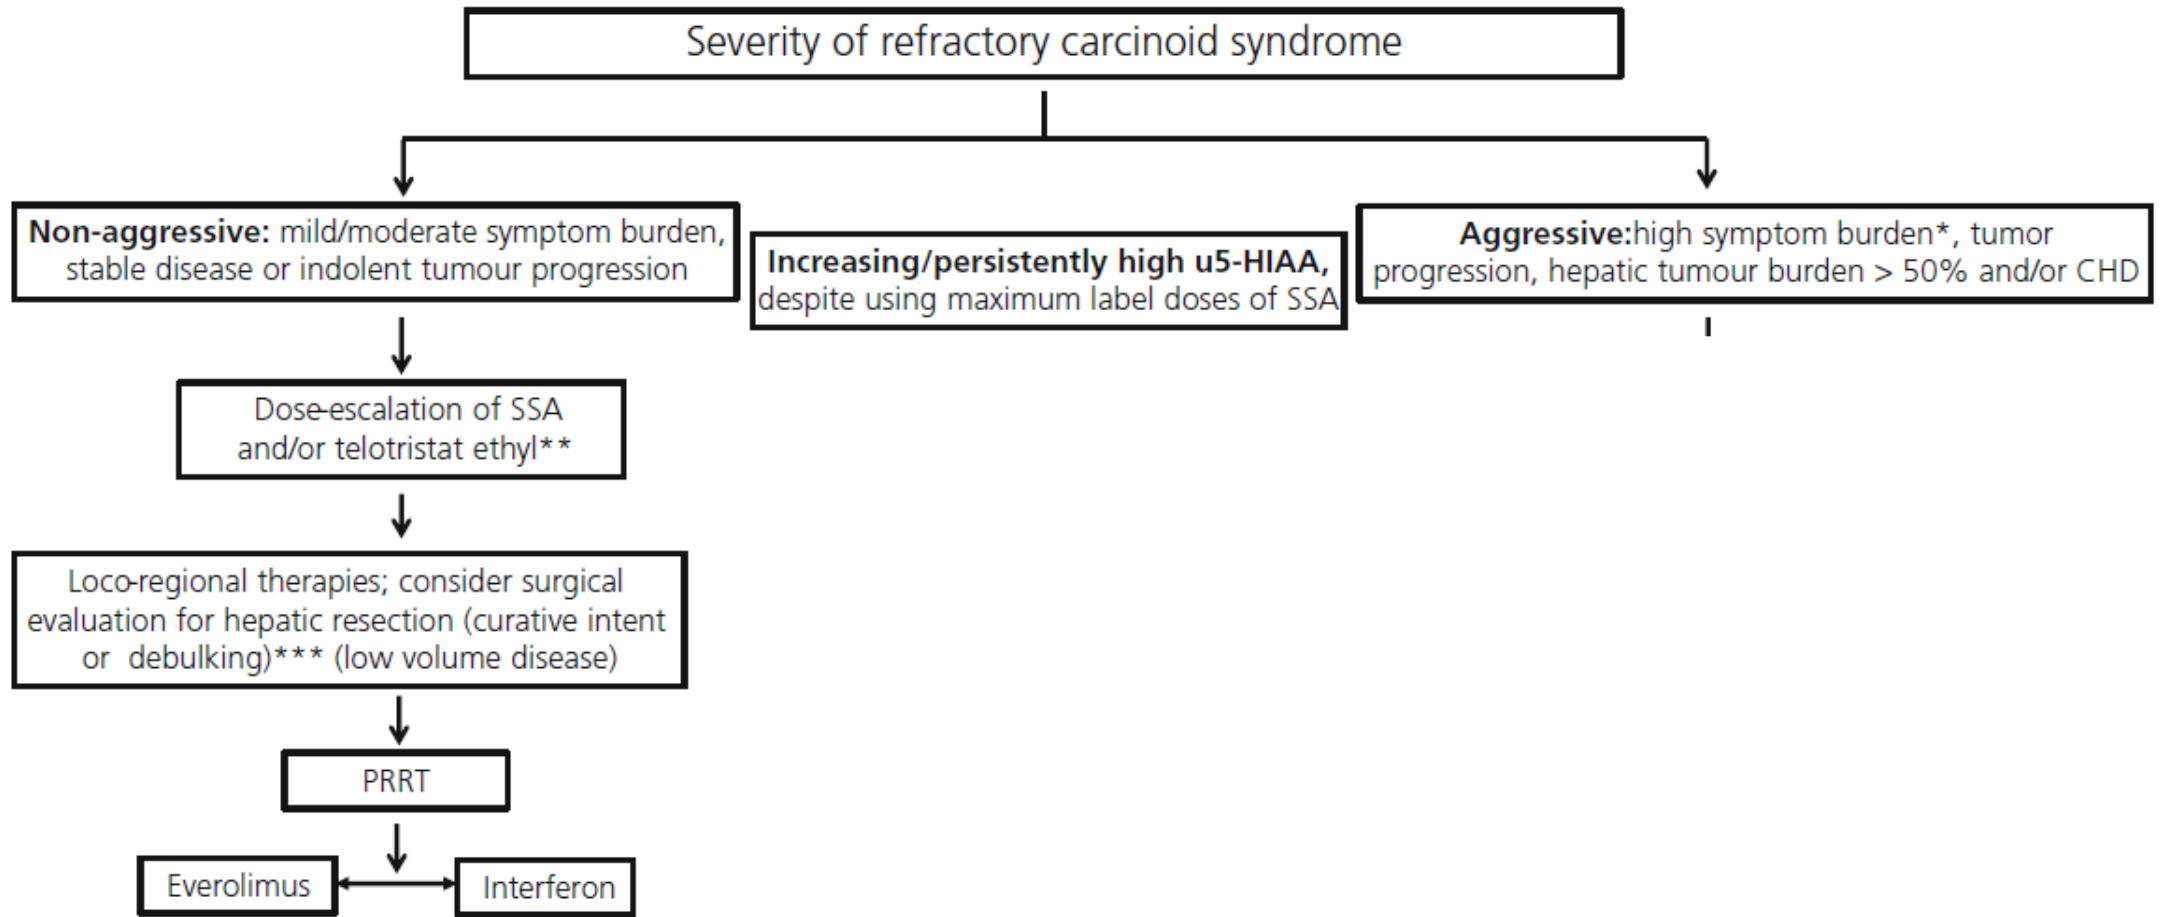 Severity of refractory carcinoid syndrome
Non-aggressive: mild/moderate symptom burden,
stable disease or indolent tumour progression
Increasing/persistently high u5-HIAA,
despite using maximum label doses of SSA
Aggressive:high symptom burden*, tumor
progression, hepatic tumour burden > 50% and/or CHD
Dose-escalation of SSA
and/or telotristat ethyl**
Loco-regional therapies; consider surgical
evaluation for hepatic resection (curative intent
or debulking)*** (low volume disease)
PRRT
Everolimus
Interferon